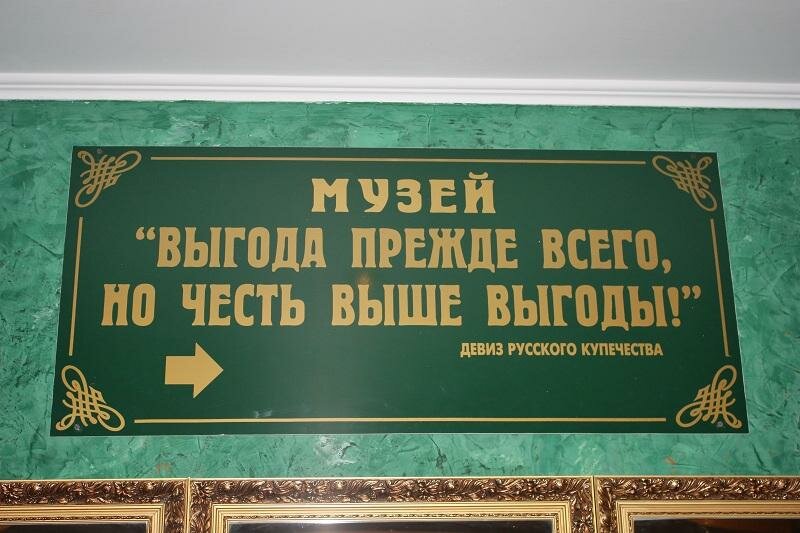 МУЗЕЙ
“ВЫГОДА ПРЕЖДЕ ВСЕГО,
НО ЧЕСТЬ ВЫШЕ ВЫГОДЫ!”
ДЕВИЗ РУССКОГО КУПЕЧЕСТВА